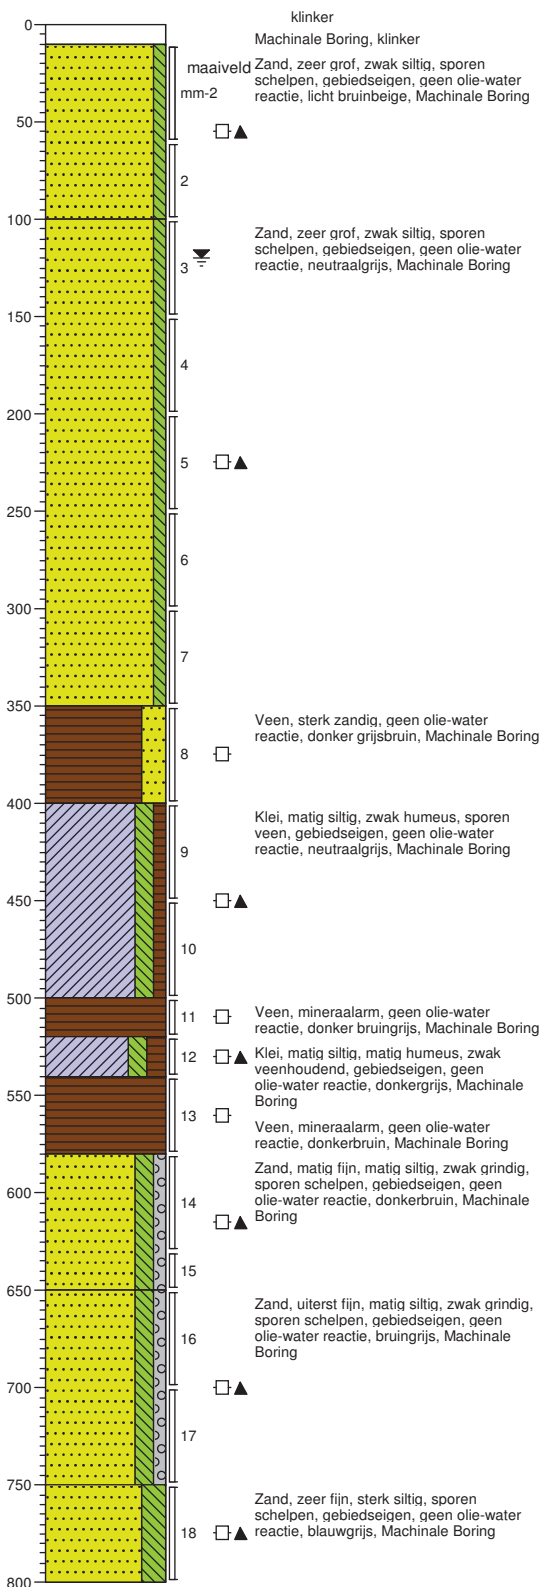 klinker
0
Machinale Boring, klinker
maaiveld
mm-2
Zand, zeer grof, zwak siltig, sporen
schelpen, gebiedseigen, geen olie-water
reactie, licht bruinbeige, Machinale Boring
50
2
100
Zand, zeer grof, zwak siltig, sporen
schelpen, gebiedseigen, geen olie-water
reactie, neutraalgrijs, Machinale Boring
3
150
4
200
5
250
6
300
7
350
Veen, sterk zandig, geen olie-water
reactie, donker grijsbruin, Machinale Boring
8
400
Klei, matig siltig, zwak humeus, sporen
veen, gebiedseigen, geen olie-water
reactie, neutraalgrijs, Machinale Boring
9
450
10
500
11
Veen, mineraalarm, geen olie-water
reactie, donker bruingrijs, Machinale Boring
12
Klei, matig siltig, matig humeus, zwak
veenhoudend, gebiedseigen, geen
olie-water reactie, donkergrijs, Machinale
Boring
550
13
Veen, mineraalarm, geen olie-water
reactie, donkerbruin, Machinale Boring
Zand, matig fijn, matig siltig, zwak grindig,
sporen schelpen, gebiedseigen, geen
olie-water reactie, donkerbruin, Machinale
Boring
600
14
15
650
Zand, uiterst fijn, matig siltig, zwak grindig,
sporen schelpen, gebiedseigen, geen
olie-water reactie, bruingrijs, Machinale
Boring
16
700
17
750
Zand, zeer fijn, sterk siltig, sporen
schelpen, gebiedseigen, geen olie-water
reactie, blauwgrijs, Machinale Boring
18
800